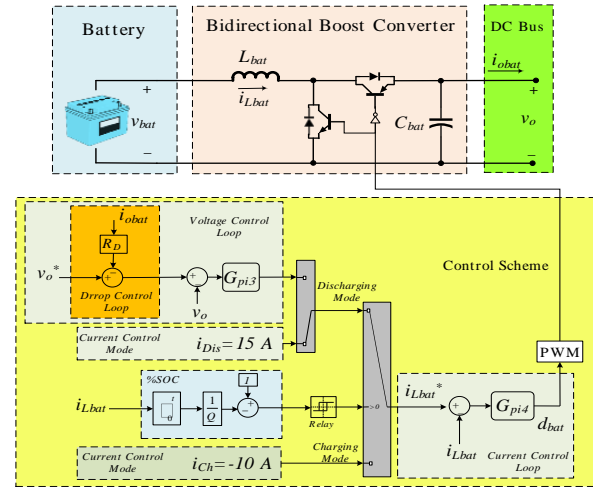 Battery
Bidirectional Boost Converter
DC Bus
L_bat
i_obat
+
i_Lbat
v_bat
C_bat
+
v_o
−
−
i_obat
Voltage Control
Loop
R_D
v_o*
−
+
Drrop Control
Loop
+
−
v_o
G_pi3
Control Scheme
Discharging
Mode
Current Control
Mode
i_Dis=15 A
PWM
%SOC
1
i_Lbat
t
0
1
Q
−
+
Relay
>0
i_Lbat*
+
−
G_pi4
d_bat
i_Lbat
Current Control
Loop
Charging
Mode
Current Control
Mode
i_Ch=-10 A